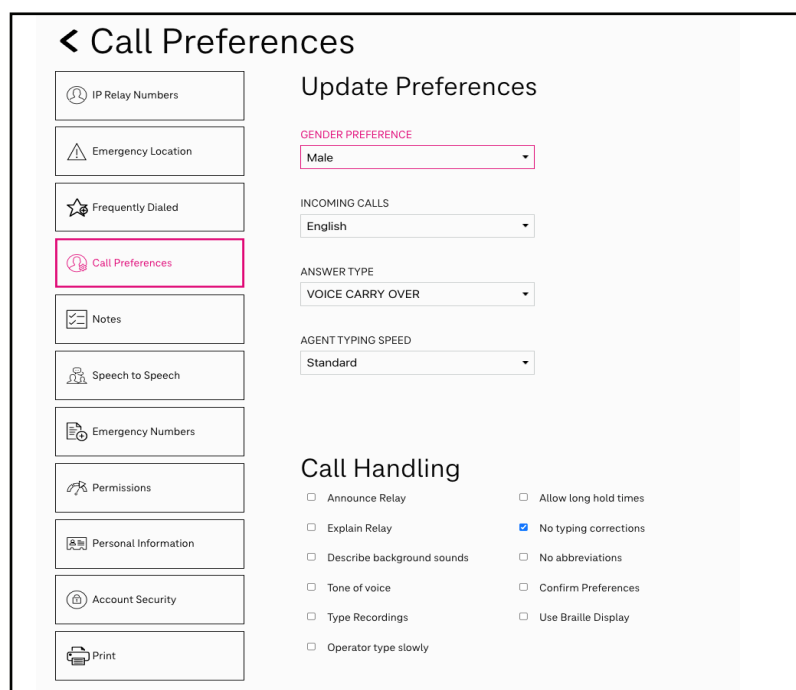 Call Preferences
IP Relay Numbers
Emergency Location
Frequently Dialed
Call Preferences
Notes
Speech to Speech
Emergency Numbers
Permissions
Personal Information
Account Security
Print
Update Preferences
GENDER PREFERENCE
Male
INCOMING CALLS
English
ANSWER TYPE
VOICE CARRY OVER
AGENT TYPING SPEED
Standard
Call Handling
Announce Relay
Explain Relay
Describe background sounds
Tone of voice
Type Recordings
Operator type slowly
Allow long hold times
No typing corrections
No abbreviations
Confirm Preferences
Use Braille Display